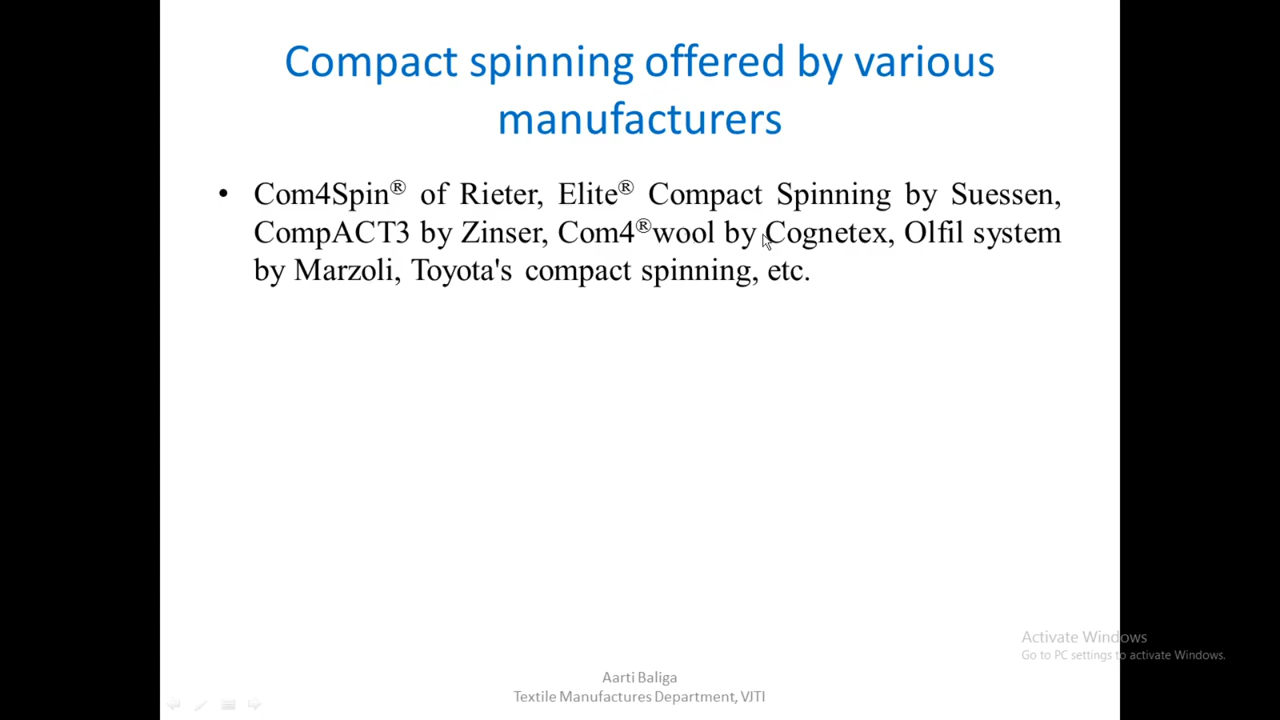 Compact spinning offered by various
manufacturers
• Com4Spin® of Rieter, Elite® Compact Spinning by Suessen,
CompACT3 by Zinser, Com4®wool by Cognetex, Olfil system
by Marzoli, Toyota's compact spinning, etc.
Activate Windows
Go to PC settings to activate Windows.
Aarti Baliga
Textile Manufactures Department, VJTI